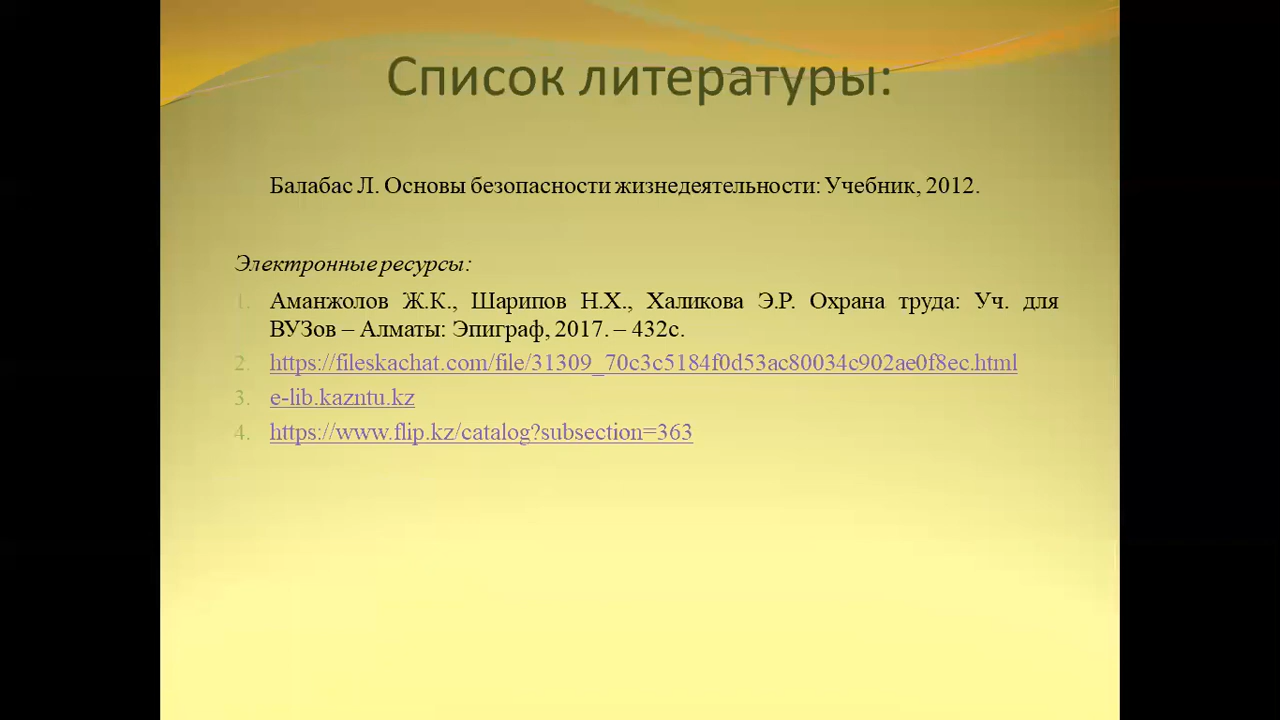 Список литературы:
Балабас Л. Основы безопасности жизнедеятельности: Учебник, 2012.
Электронные ресурсы:
1. Аманжолов Ж.К., Шарипов Н.Х., Халикова Э.Р. Охрана труда: Уч. для
ВУЗов – Алматы: Эпиграф, 2017. – 432с.
2. https://fileskachat.com/file/31309_70c3c5184f0d53ac80034c902ae0f8ec.html
3. e-lib.kazntu.kz
4. https://www.flip.kz/catalog?subsection=363